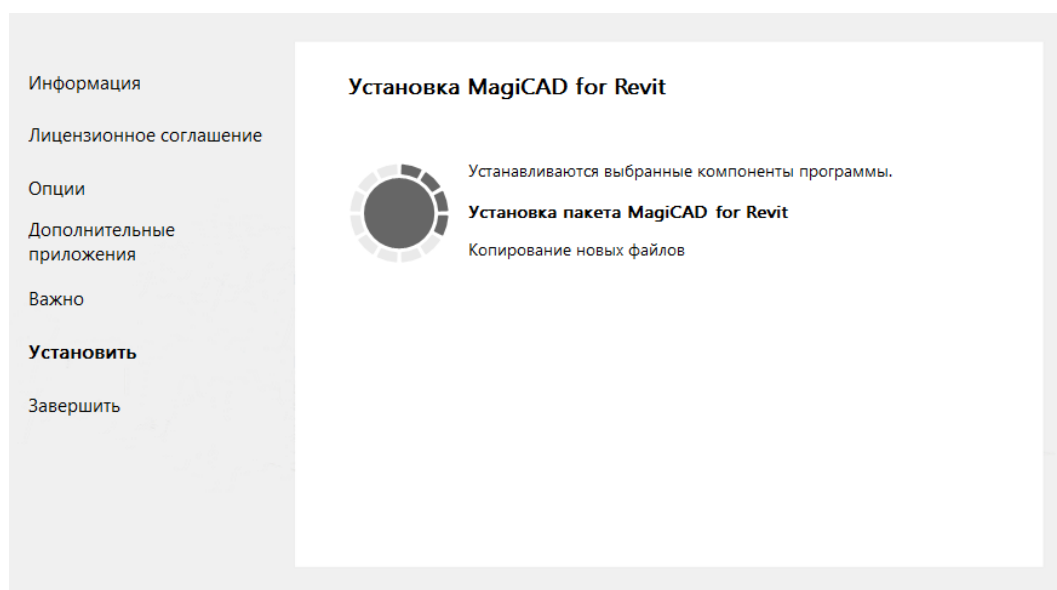 Информация
Лицензионное соглашение
Опции
Дополнительные
приложения
Важно
Установить
Завершить
Установка MagiCAD for Revit
Устанавливаются выбранные компоненты программы.
Установка пакета MagiCAD for Revit
Копирование новых файлов